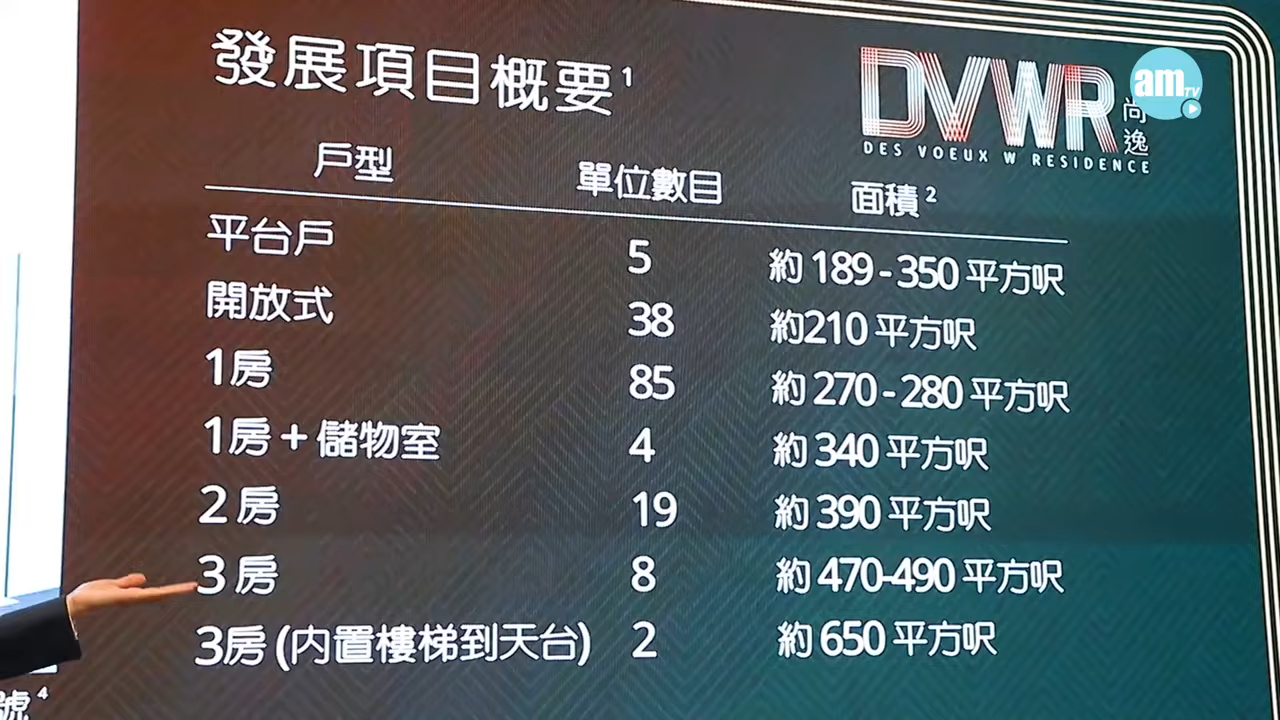 發展項目概要¹
DVWR
尚逸
DES VOEUX W RESIDENCE
amTV
戶型 單位數目 面積²
平台戶 5 約 189 - 350 平方呎
開放式 38 約210 平方呎
1房 85 約 270 - 280 平方呎
1房 + 儲物室 4 約 340 平方呎
2 房 19 約 390 平方呎
3 房 8 約 470-490 平方呎
3房 (內置樓梯到天台) 2 約 650 平方呎
號⁴